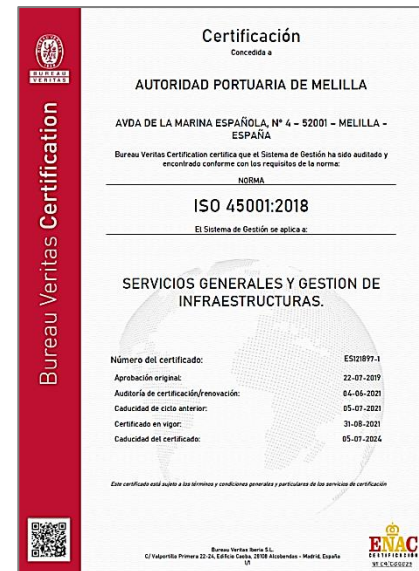 BUREAU
VERITAS
Bureau Veritas Certification
Certificación
Concedida a
AUTORIDAD PORTUARIA DE MELILLA
AVDA DE LA MARINA ESPAÑOLA, Nº 4 – 52001 – MELILLA –
ESPAÑA
Bureau Veritas Certification certifica que el Sistema de Gestión ha sido auditado y
encontrado conforme con los requisitos de la norma:
NORMA
ISO 45001:2018
El Sistema de Gestión se aplica a:
SERVICIOS GENERALES Y GESTION DE
INFRAESTRUCTURAS.
Número del certificado: ES121897-1
Aprobación original: 22-07-2019
Auditoría de certificación/renovación: 04-06-2021
Caducidad de ciclo anterior: 05-07-2021
Certificado en vigor: 31-08-2021
Caducidad del certificado: 05-07-2024
Este certificado está sujeto a los términos y condiciones generales y particulares de los servicios de certificación
Bureau Veritas Iberia S.L.
C/ Valportillo Primera 22-24, Edificio Caoba, 28108 Alcobendas - Madrid, España
1/1
ENAC
CERTIFICACIÓN